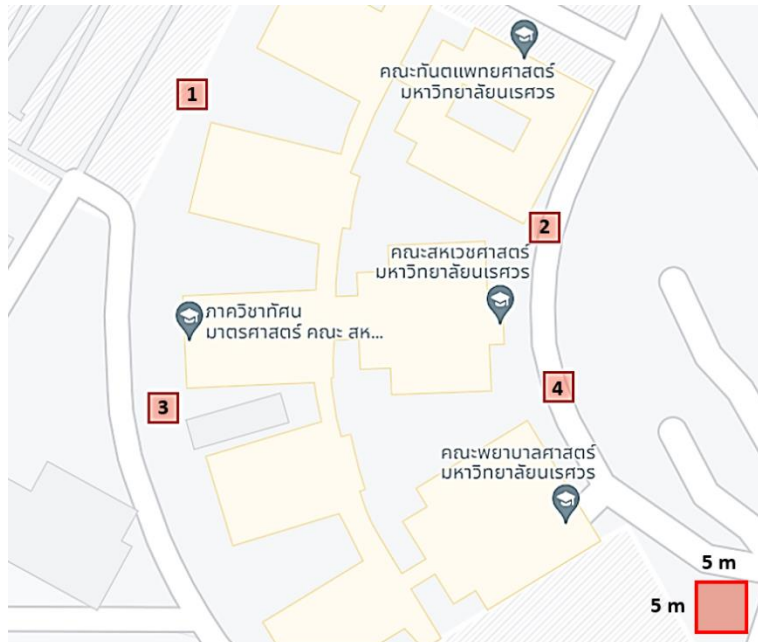 คณะทันตแพทยศาสตร์
มหาวิทยาลัยนเรศวร
1
2
คณะสหเวชศาสตร์
มหาวิทยาลัยนเรศวร
ภาควิชาทัศน
มาตรศาสตร์ คณะ สห...
3
4
คณะพยาบาลศาสตร์
มหาวิทยาลัยนเรศวร
5 m
5 m